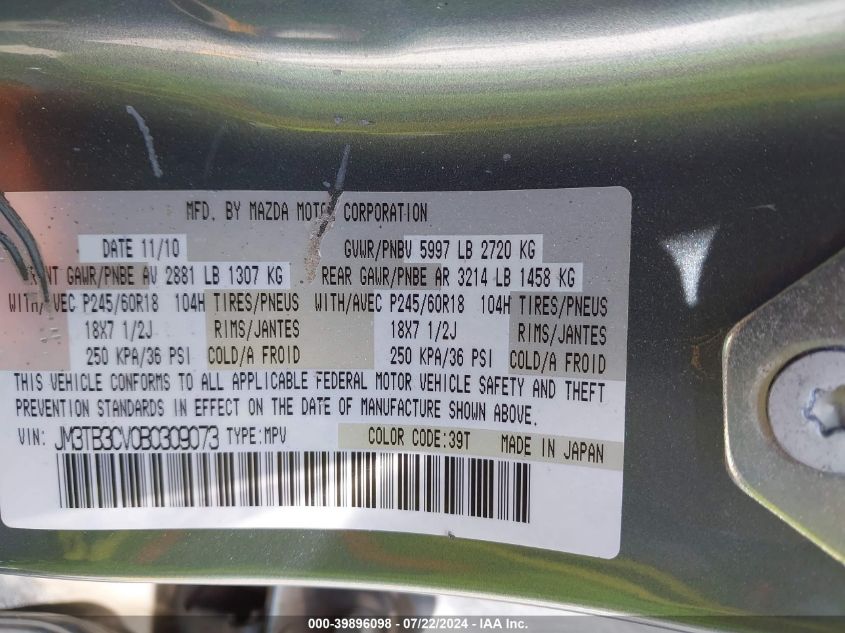 MFD. BY MAZDA MOTOR CORPORATION
DATE 11/10 GVWR/PNBV 5997 LB 2720 KG
FRONT GAWR/PNBE AV 2881 LB 1307 KG REAR GAWR/PNBE AR 3214 LB 1458 KG
WITH/AVEC P245/60R18 104H TIRES/PNEUS WITH/AVEC P245/60R18 104H TIRES/PNEUS
18X7 1/2J RIMS/JANTES 18X7 1/2J RIMS/JANTES
250 KPA/36 PSI COLD/A FROID 250 KPA/36 PSI COLD/A FROID
THIS VEHICLE CONFORMS TO ALL APPLICABLE FEDERAL MOTOR VEHICLE SAFETY AND THEFT
PREVENTION STANDARDS IN EFFECT ON THE DATE OF MANUFACTURE SHOWN ABOVE.
VIN: JM3TB3CV0B0309073 TYPE:MPV COLOR CODE:39T MADE IN JAPAN
000-39896098 - 07/22/2024 - IAA Inc.